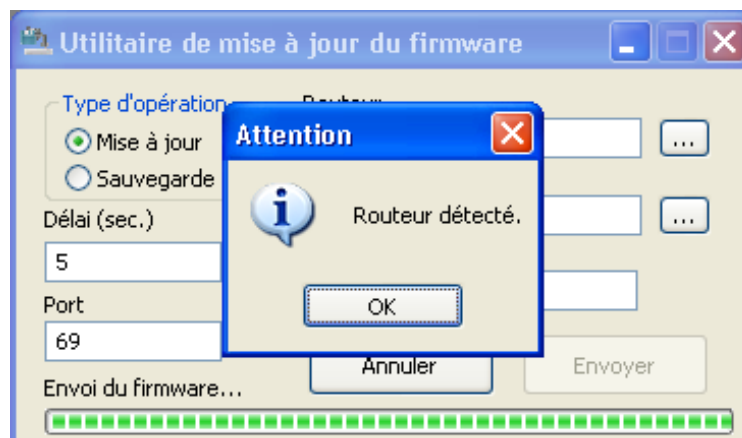 Utilitaire de mise à jour du firmware
Type d'opération
Mise à jour
Sauvegarde
...
...
Attention
Routeur détecté.
OK
Délai (sec.)
5
Port
69
Annuler
Envoyer
Envoi du firmware...